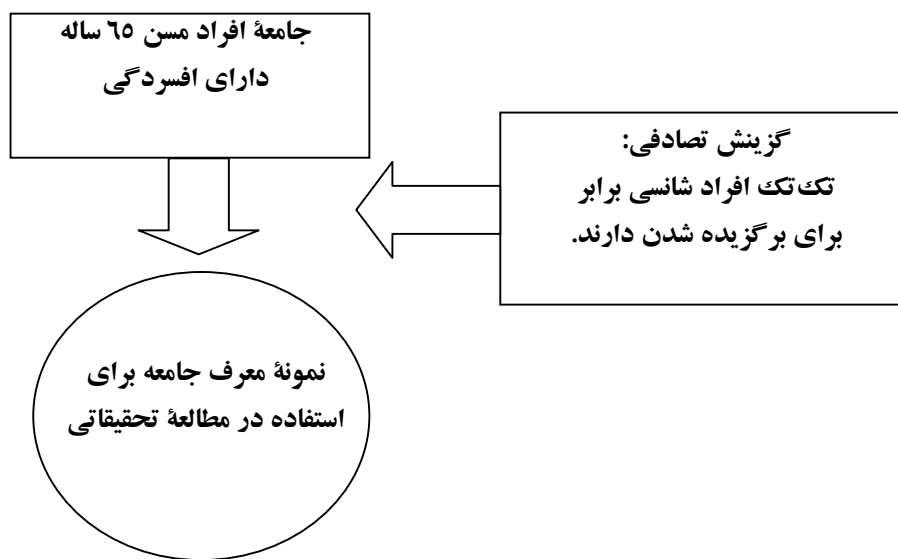 جامعهٔ افراد مسن ٦٥ ساله
دارای افسردگی
گزینش تصادفی:
تک‌تک افراد شانسی برابر
برای برگزیده شدن دارند.
نمونهٔ معرف جامعه برای
استفاده در مطالعهٔ تحقیقاتی